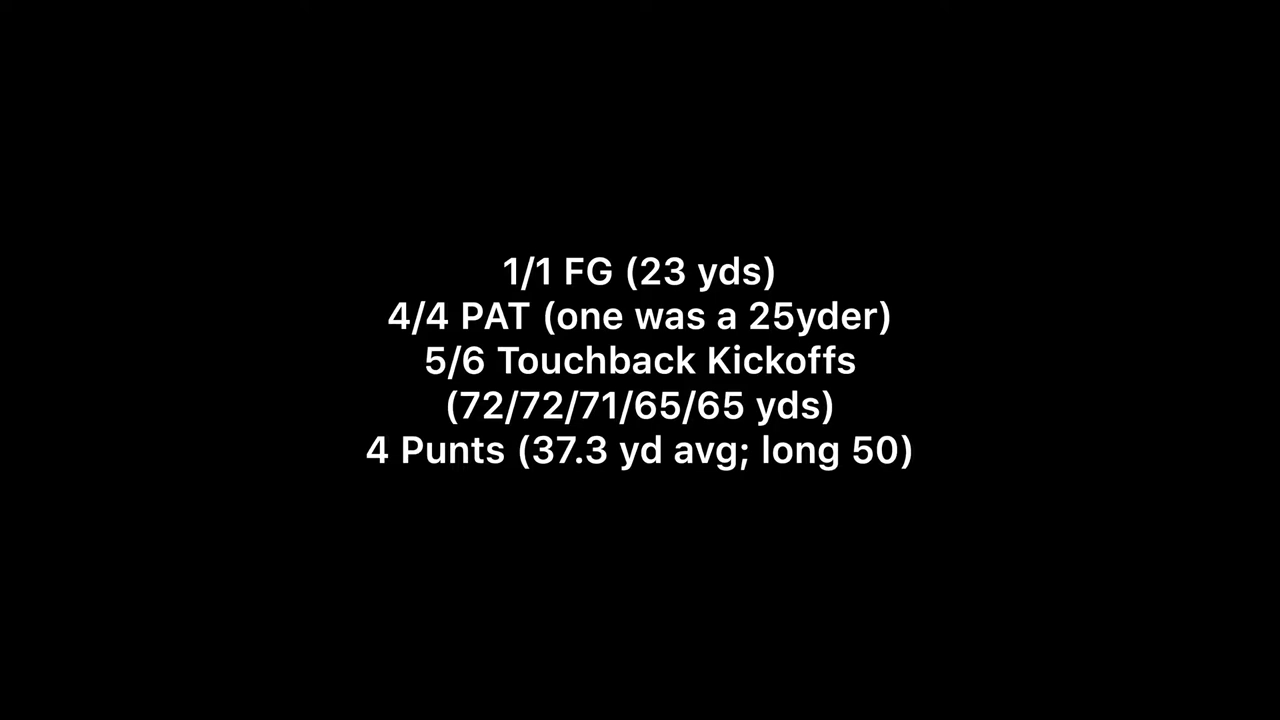 1/1 FG (23 yds)
4/4 PAT (one was a 25yder)
5/6 Touchback Kickoffs
(72/72/71/65/65 yds)
4 Punts (37.3 yd avg; long 50)